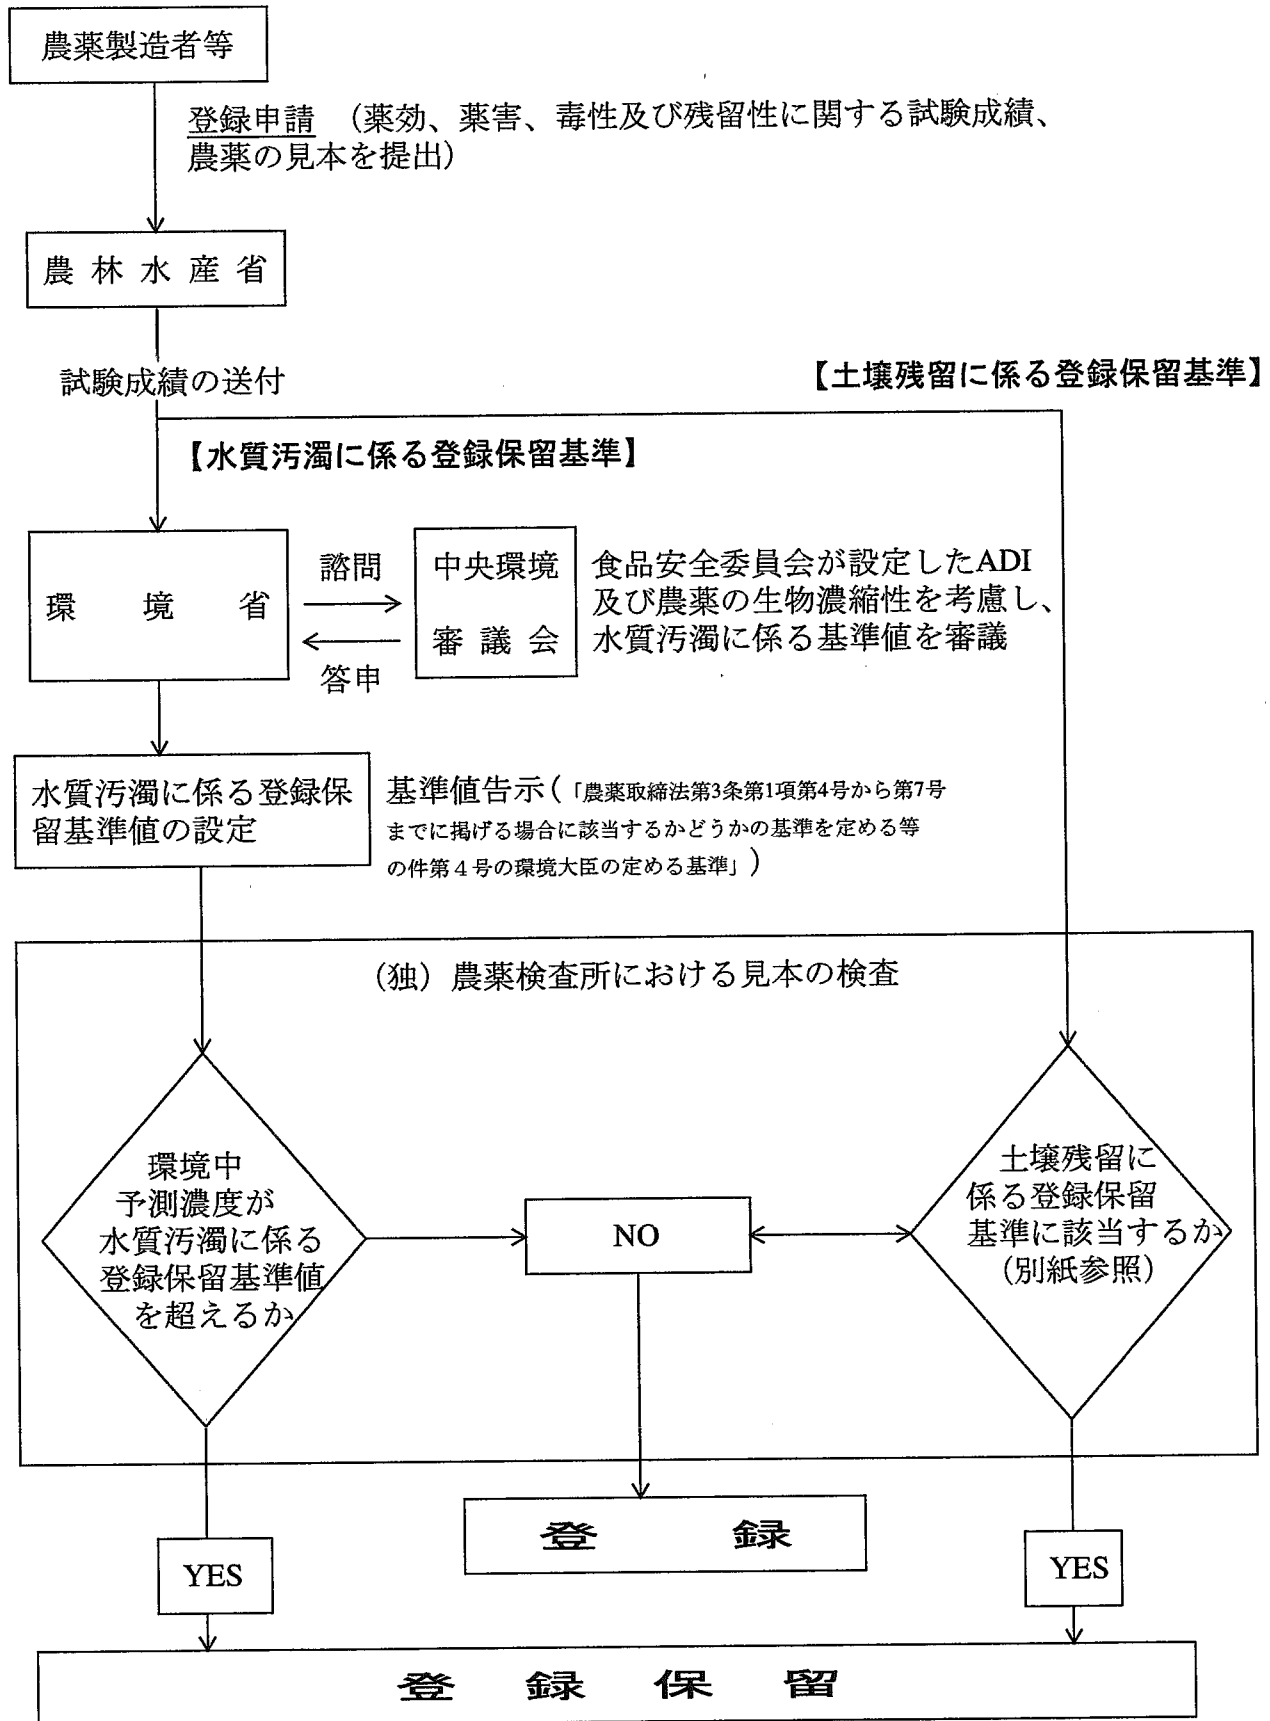 農薬製造者等
登録申請 （薬効、薬害、毒性及び残留性に関する試験成績、
農薬の見本を提出）
農林水産省
試験成績の送付
【土壌残留に係る登録保留基準】
【水質汚濁に係る登録保留基準】
環境省
諮問
答申
中央環境
審議会
食品安全委員会が設定したADI
及び農薬の生物濃縮性を考慮し、
水質汚濁に係る基準値を審議
水質汚濁に係る登録保
留基準値の設定
基準値告示(「農薬取締法第3条第1項第4号から第7号
までに掲げる場合に該当するかどうかの基準を定める等
の件第４号の環境大臣の定める基準」)
（独）農薬検査所における見本の検査
環境中
予測濃度が
水質汚濁に係る
登録保留基準値
を超えるか
NO
土壌残留に
係る登録保留
基準に該当するか
（別紙参照）
登録
YES
YES
登録保留